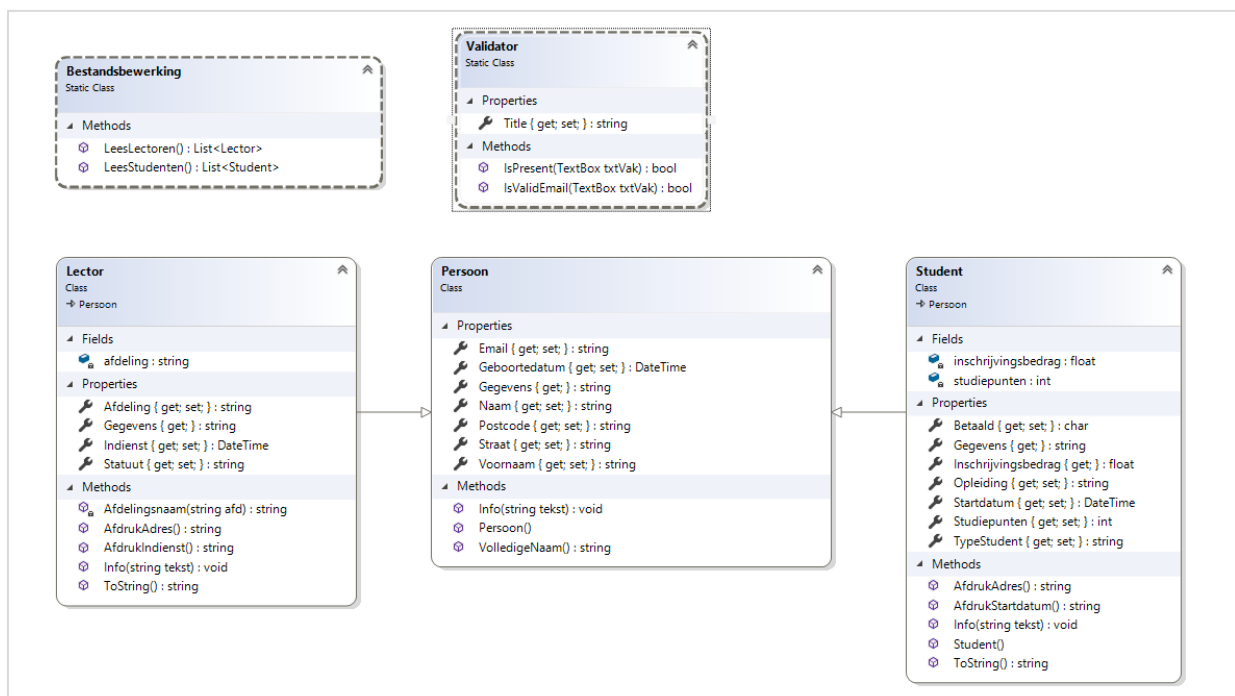 Bestandsbewerking
Static Class
Methods
LeesLectoren() : List<Lector>
LeesStudenten() : List<Student>
Validator
Static Class
Properties
Title { get; set; } : string
Methods
IsPresent(TextBox txtVak) : bool
IsValidEmail(TextBox txtVak) : bool
Lector
Class
Persoon
Fields
afdeling : string
Properties
Afdeling { get; set; } : string
Gegevens { get; } : string
Indienst { get; set; } : DateTime
Statuut { get; set; } : string
Methods
Afdelingsnaam(string afd) : string
AfdrukAdres() : string
AfdrukIndienst() : string
Info(string tekst) : void
ToString() : string
Persoon
Class
Properties
Email { get; set; } : string
Geboortedatum { get; set; } : DateTime
Gegevens { get; } : string
Naam { get; set; } : string
Postcode { get; set; } : string
Straat { get; set; } : string
Voornaam { get; set; } : string
Methods
Info(string tekst) : void
Persoon()
VolledigeNaam() : string
Student
Class
Persoon
Fields
inschrijvingsbedrag : float
studiepunten : int
Properties
Betaald { get; set; } : char
Gegevens { get; } : string
Inschrijvingsbedrag { get; } : float
Opleiding { get; set; } : string
Startdatum { get; set; } : DateTime
Studiepunten { get; set; } : int
TypeStudent { get; set; } : string
Methods
AfdrukAdres() : string
AfdrukStartdatum() : string
Info(string tekst) : void
Student()
ToString() : string